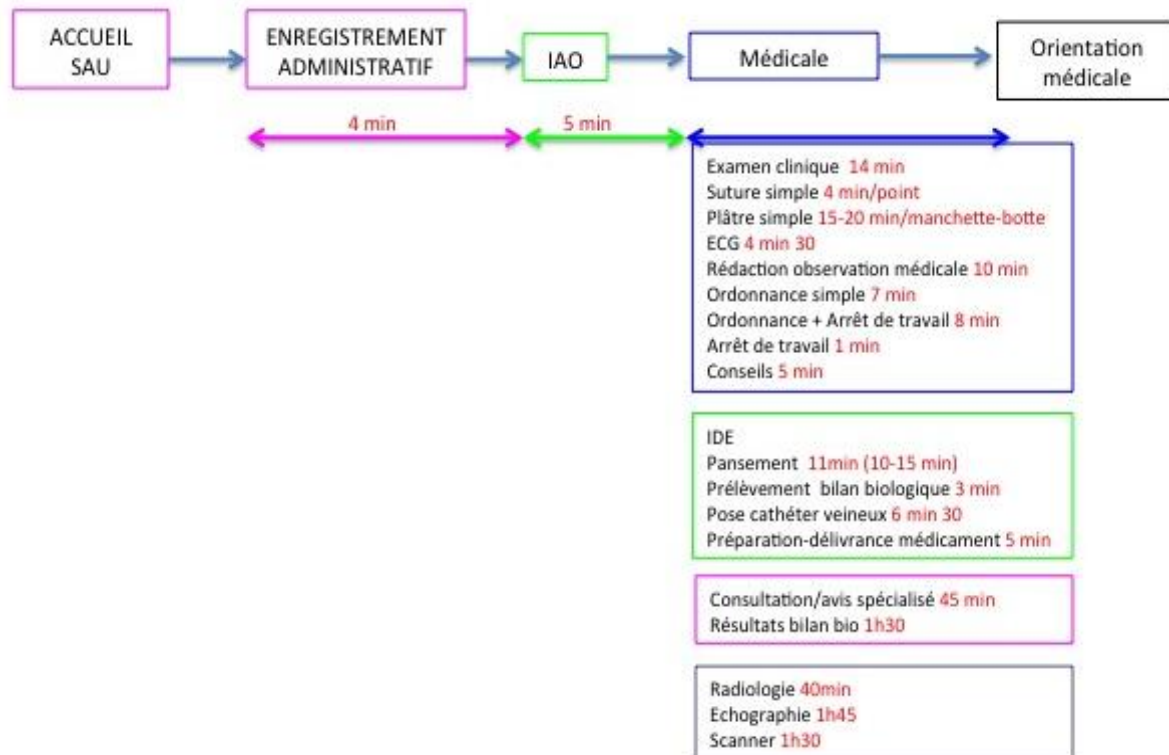 ACCUEIL
SAU
ENREGISTREMENT
ADMINISTRATIF
IAO
Médicale
Orientation
médicale
4 min
5 min
Examen clinique 14 min
Suture simple 4 min/point
Plâtre simple 15-20 min/manchette-botte
ECG 4 min 30
Rédaction observation médicale 10 min
Ordonnance simple 7 min
Ordonnance + Arrêt de travail 8 min
Arrêt de travail 1 min
Conseils 5 min
IDE
Pansement 11min (10-15 min)
Prélèvement bilan biologique 3 min
Pose cathéter veineux 6 min 30
Préparation-délivrance médicament 5 min
Consultation/avis spécialisé 45 min
Résultats bilan bio 1h30
Radiologie 40min
Echographie 1h45
Scanner 1h30